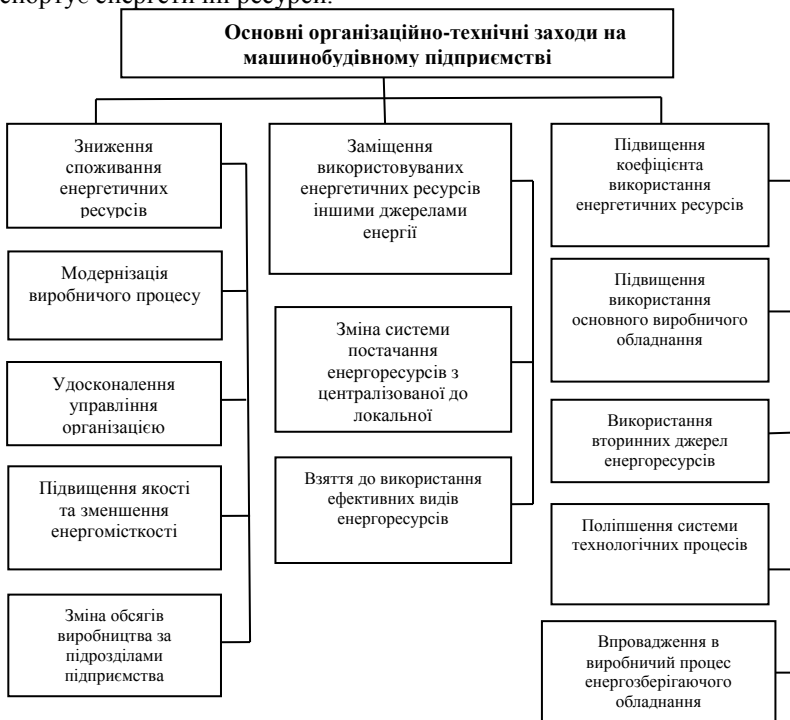 енергетичні ресурси.
Основні організаційно-технічні заходи на
машинобудівному підприємстві
Зниження
споживання
енергетичних
ресурсів
Модернізація
виробничого процесу
Удосконалення
управління
організацією
Підвищення якості
та зменшення
енергомісткості
Зміна обсягів
виробництва за
підрозділами
підприємства
Заміщення
використовуваних
енергетичних ресурсів
іншими джерелами
енергії
Зміна системи
постачання
енергоресурсів з
централізованої до
локальної
Взяття до використання
ефективних видів
енергоресурсів
Підвищення
коефіцієнта
використання
енергетичних ресурсів
Підвищення
використання
основного виробничого
обладнання
Використання
вторинних джерел
енергоресурсів
Поліпшення системи
технологічних процесів
Впровадження в
виробничий процес
енергозберігаючого
обладнання